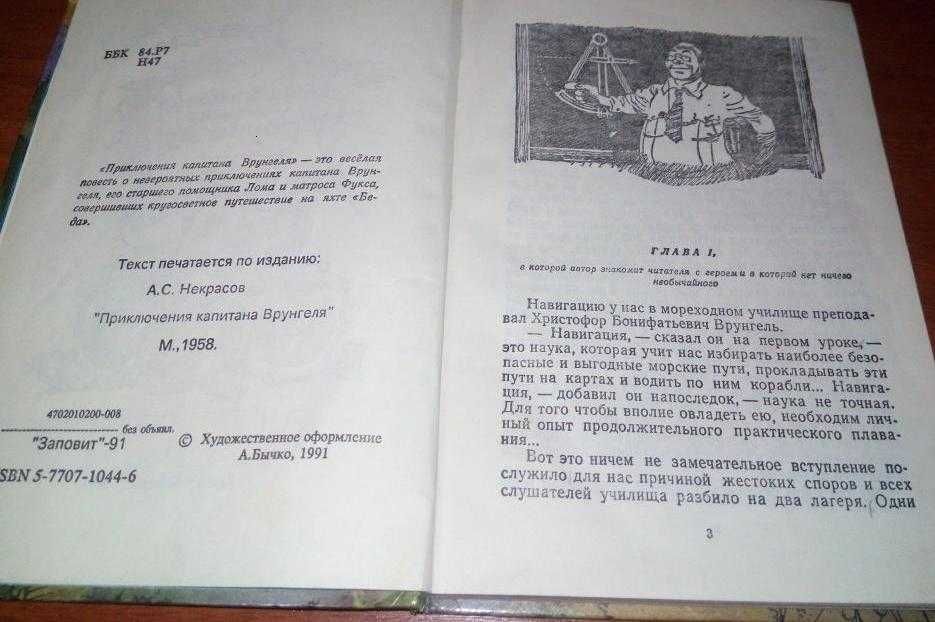 ББК 84.Р7
Н47
«Приключения капитана Врунгеля» — это весёлая
повесть о невероятных приключениях капитана Врун-
геля, его старшего помощника Лома и матроса Фукса,
совершивших кругосветное путешествие на яхте «Бе-
да».
Текст печатается по изданию:
А.С. Некрасов
"Приключения капитана Врунгеля"
М.,1958.
4702010200-008
без объявл.
"Заповит"-91
© Художественное оформление
А.Бычко, 1991
SBN 5-7707-1044-6
ГЛАВА I,
в которой автор знакомит читателя с героем и в которой нет ничего
необычайного
Навигацию у нас в мореходном училище препода-
вал Христофор Бонифатьевич Врунгель.
— Навигация, — сказал он на первом уроке, —
это наука, которая учит нас избирать наиболее безо-
пасные и выгодные морские пути, прокладывать эти
пути на картах и водить по ним корабли... Навига-
ция, — добавил он напоследок, — наука не точная.
Для того чтобы вполне овладеть ею, необходим лич-
ный опыт продолжительного практического плава-
ния...
Вот это ничем не замечательное вступление по-
служило для нас причиной жестоких споров и всех
слушателей училища разбило на два лагеря. Одни
3